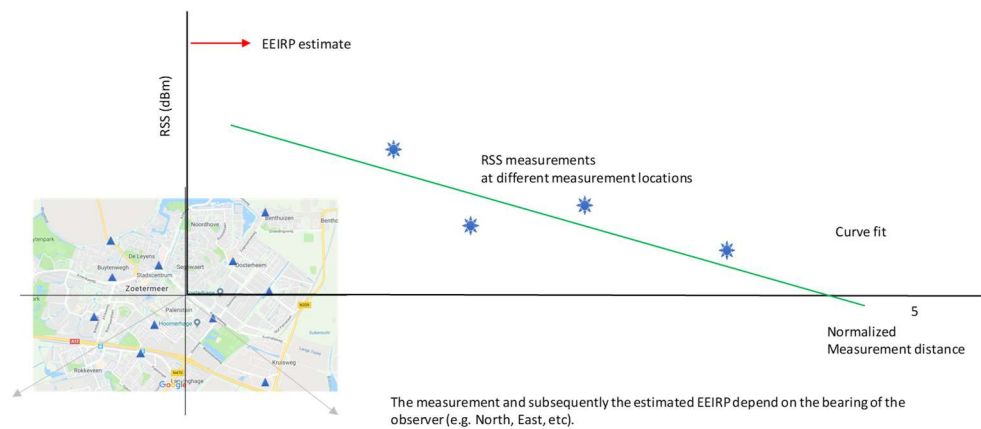 EEIRP estimate
RSS (dBm)
RSS measurements
at different measurement locations
Curve fit
5
Normalized
Measurement distance
Benthuizen
Noordhove
De Leyens
Buytenwegh
Stadscentrum
Oosterheem
Zoetermeer
Palenstein
Rokkeveen
Kruisweg
Google
The measurement and subsequently the estimated EEIRP depend on the bearing of the
observer (e.g. North, East, etc).